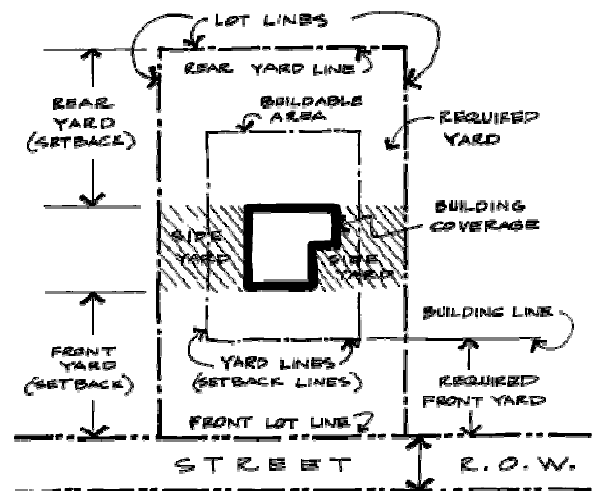 LOT LINES
REAR YARD LINE
REAR
YARD
(SETBACK)
BUILDABLE
AREA
REQUIRED
YARD
SIDE
YARD
SIDE
YARD
BUILDING
COVERAGE
BUILDING LINE
FRONT
YARD
(SETBACK)
YARD LINES
(SETBACK LINES)
REQUIRED
FRONT YARD
FRONT LOT LINE
STREET
R.O.W.